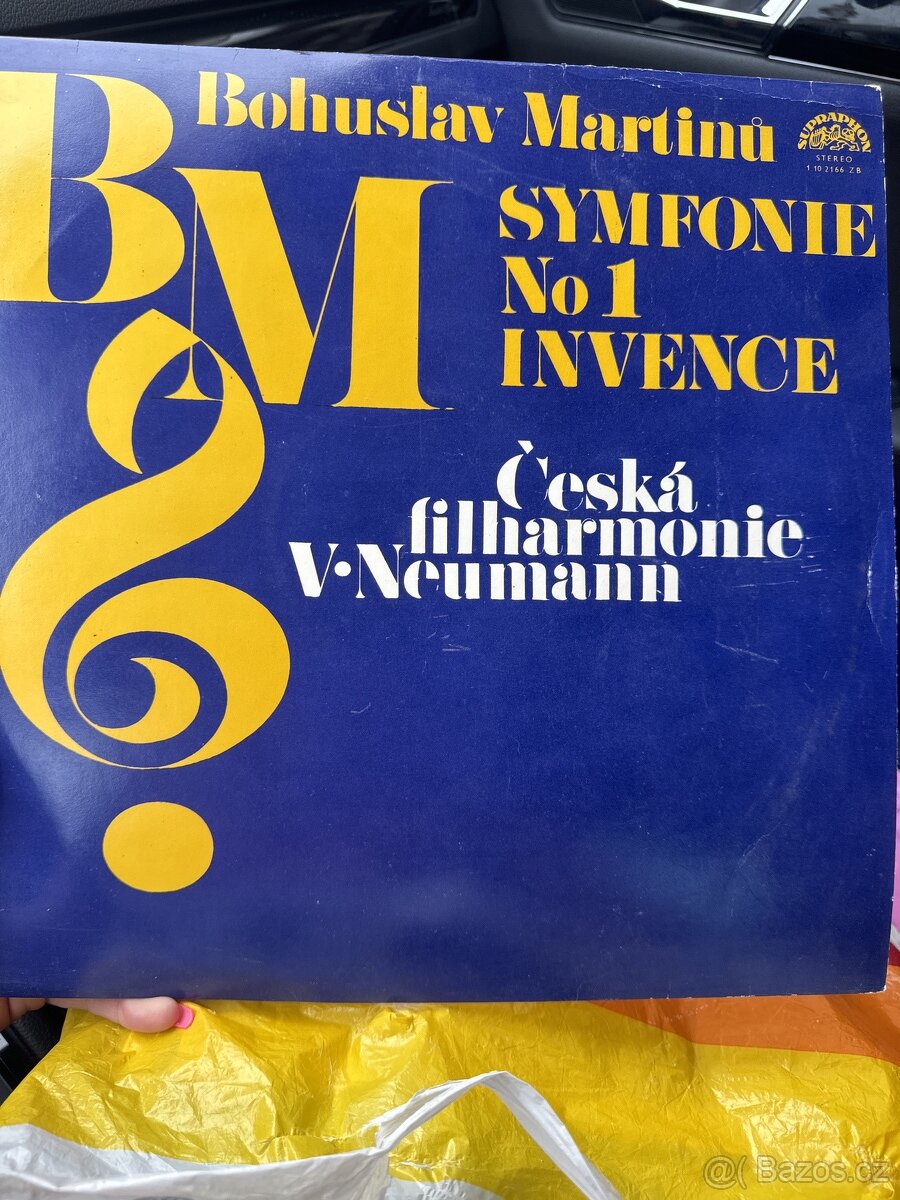 BM
Bohuslav Martinů
SUPRAPHON
STEREO
1 10 2166 ZB
SYMFONIE
No 1
INVENCE
Česká
filharmonie
V·Neumann
Bazos.cz